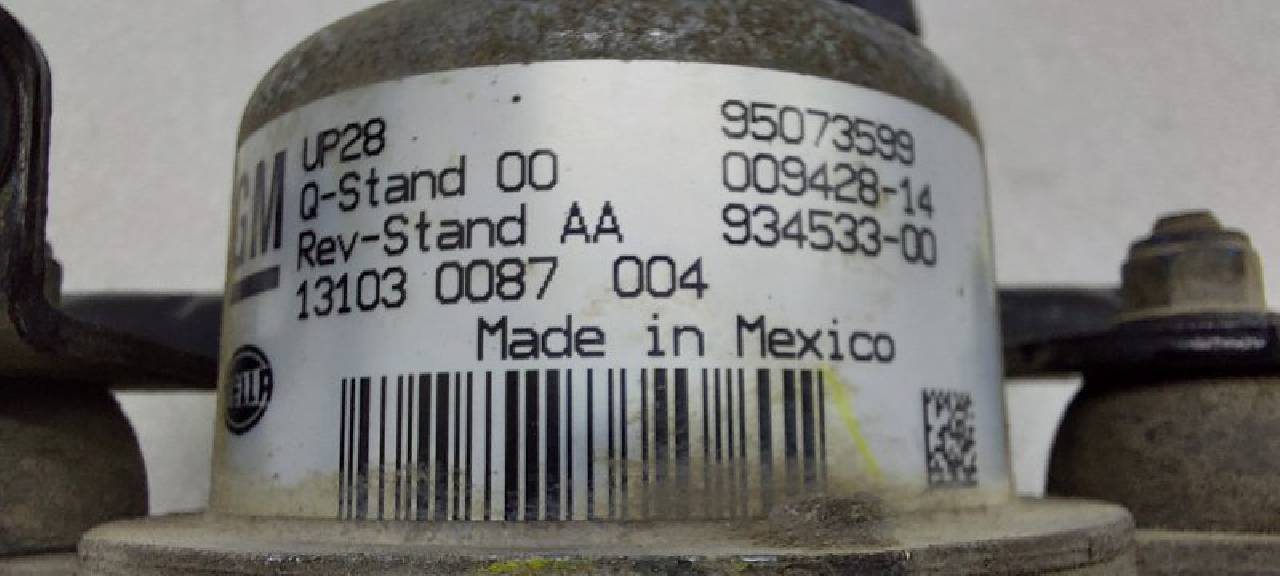 GM
UP28
Q-Stand 00
Rev-Stand AA
13103 0087 004
95073599
009428-14
934533-00
Made in Mexico
HELLA